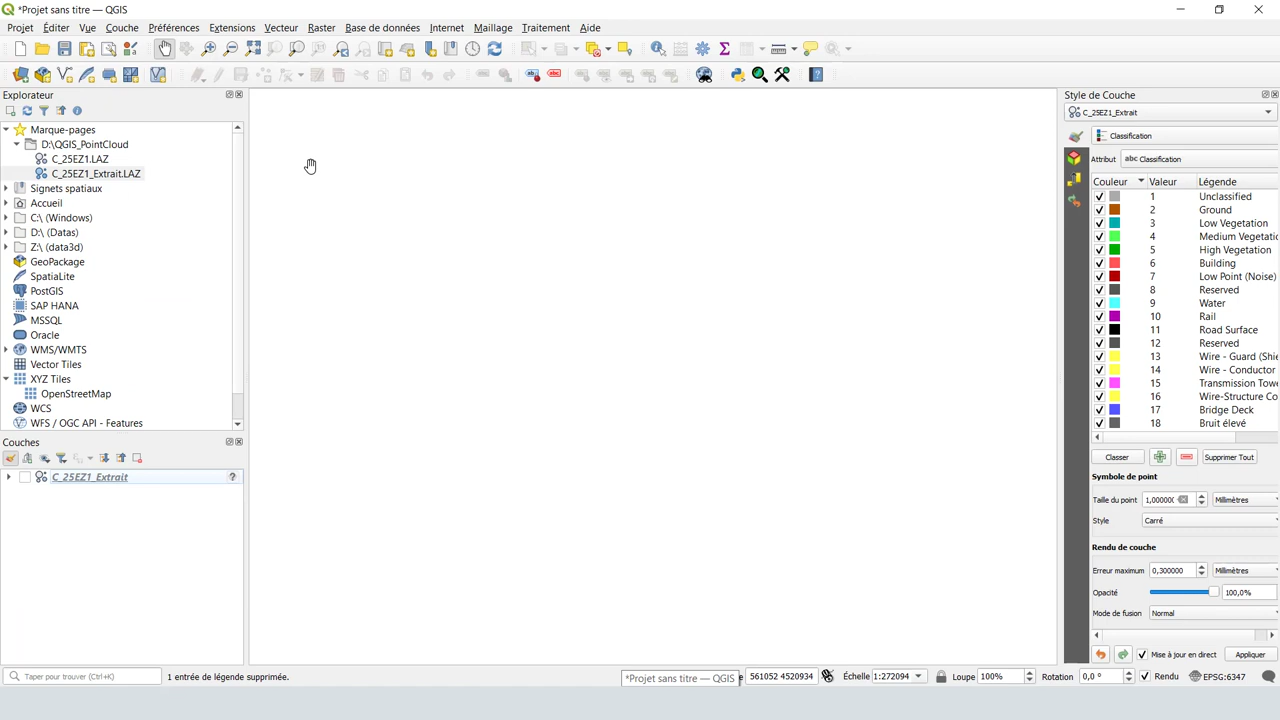 *Projet sans titre — QGIS
Projet Éditer Vue Couche Préférences Extensions Vecteur Raster Base de données Internet Maillage Traitement Aide
Explorateur
Marque-pages
D:\QGIS_PointCloud
C_25EZ1.LAZ
C_25EZ1_Extrait.LAZ
Signets spatiaux
Accueil
C:\ (Windows)
D:\ (Datas)
Z:\ (data3d)
GeoPackage
SpatiaLite
PostGIS
SAP HANA
MSSQL
Oracle
WMS/WMTS
Vector Tiles
XYZ Tiles
OpenStreetMap
WCS
WFS / OGC API - Features
Couches
C_25EZ1_Extrait ?
Style de Couche
C_25EZ1_Extrait
Classification
Attribut abc Classification
Couleur Valeur Légende
1 Unclassified
2 Ground
3 Low Vegetation
4 Medium Vegetatio
5 High Vegetation
6 Building
7 Low Point (Noise)
8 Reserved
9 Water
10 Rail
11 Road Surface
12 Reserved
13 Wire - Guard (Shi
14 Wire - Conductor
15 Transmission Towe
16 Wire-Structure Co
17 Bridge Deck
18 Bruit élevé
Classer Supprimer Tout
Symbole de point
Taille du point 1,00000 Millimètres
Style Carré
Rendu de couche
Erreur maximum 0,300000 Millimètres
Opacité 100,0%
Mode de fusion Normal
Mise à jour en direct Appliquer
Taper pour trouver (Ctrl+K) 1 entrée de légende supprimée. *Projet sans titre — QGIS 561052 4520934 Échelle 1:272094 Loupe 100% Rotation 0,0 ° Rendu EPSG:6347